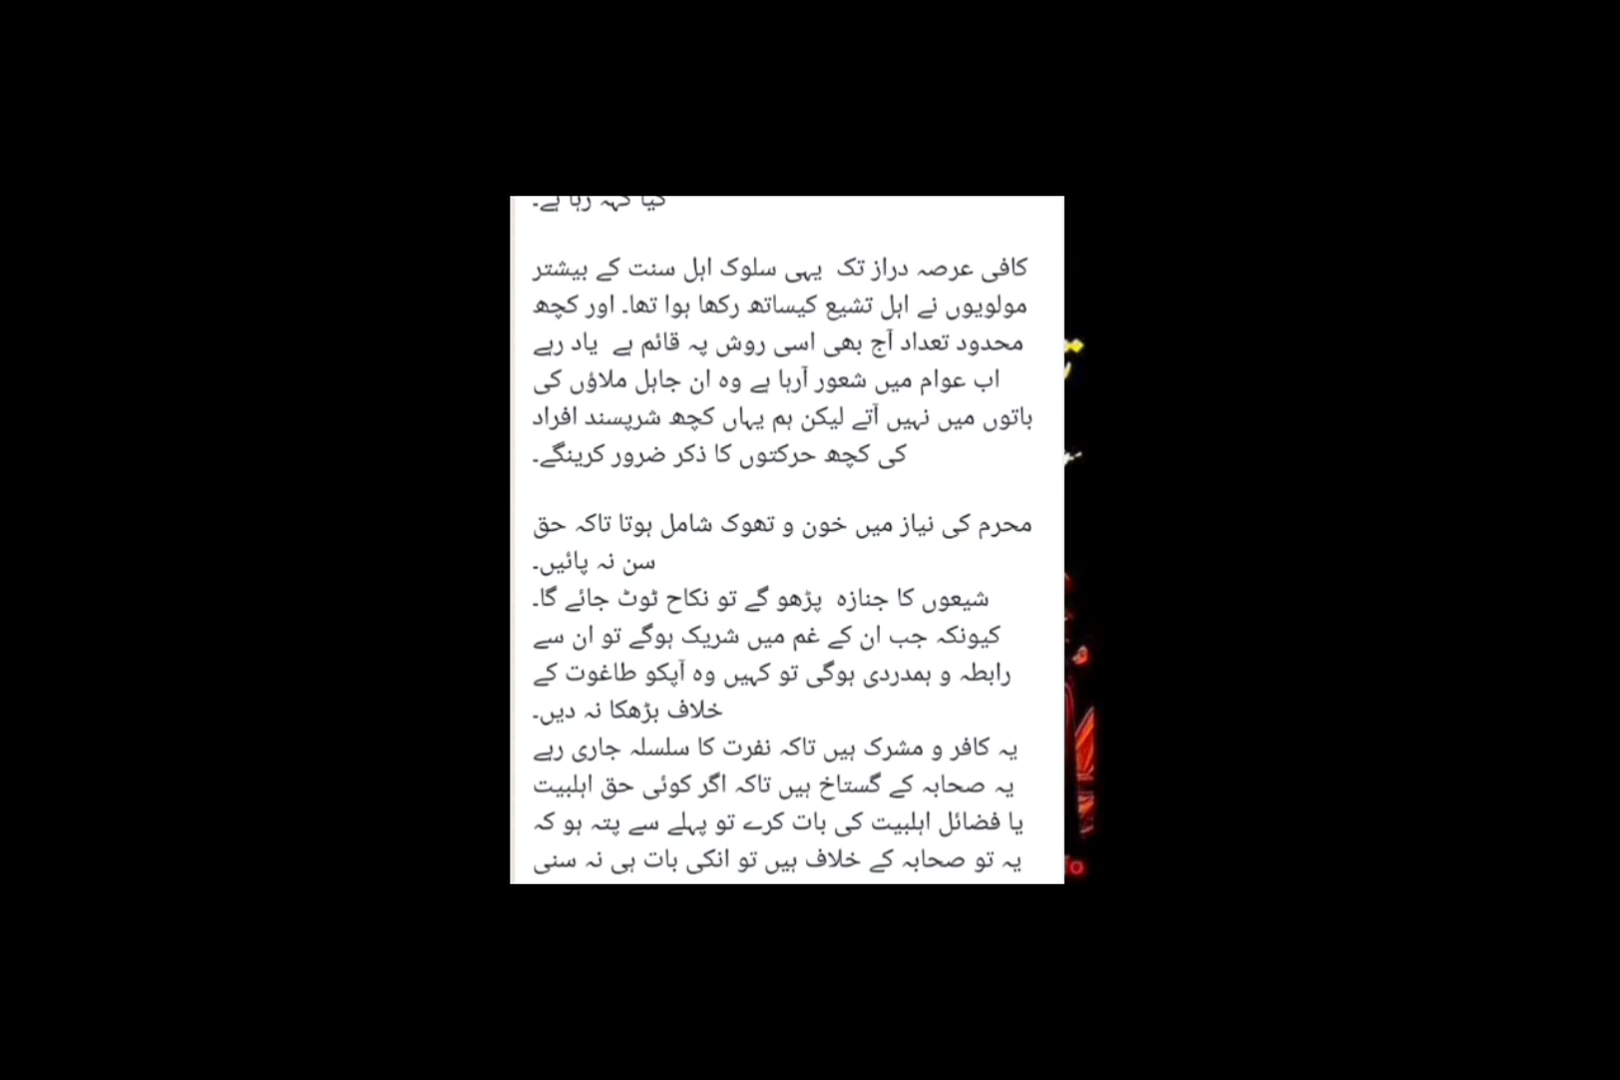 کیا کہہ رہا ہے۔
کافی عرصہ دراز تک یہی سلوک اہل سنت کے بیشتر
مولویوں نے اہل تشیع کیساتھ رکھا ہوا تھا۔ اور کچھ
محدود تعداد آج بھی اسی روش پہ قائم ہے یاد رہے
اب عوام میں شعور آرہا ہے وہ ان جاہل ملاؤں کی
باتوں میں نہیں آتے لیکن ہم یہاں کچھ شرپسند افراد
کی کچھ حرکتوں کا ذکر ضرور کرینگے۔
محرم کی نیاز میں خون و تھوک شامل ہوتا تاکہ حق
سن نہ پائیں۔
شیعوں کا جنازہ پڑھو گے تو نکاح ٹوٹ جائے گا۔
کیونکہ جب ان کے غم میں شریک ہوگے تو ان سے
رابطہ و ہمدردی ہوگی تو کہیں وہ آپکو طاغوت کے
خلاف بڑھکا نہ دیں۔
یہ کافر و مشرک ہیں تاکہ نفرت کا سلسلہ جاری رہے
یہ صحابہ کے گستاخ ہیں تاکہ اگر کوئی حق اہلبیت
یا فضائل اہلبیت کی بات کرے تو پہلے سے پتہ ہو کہ
یہ تو صحابہ کے خلاف ہیں تو انکی بات ہی نہ سنی